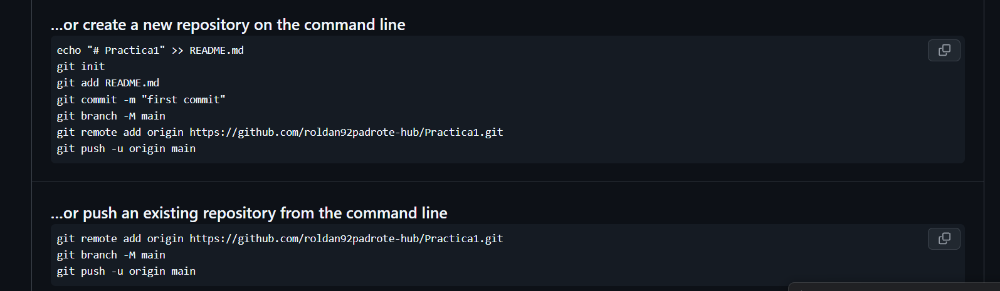 ...or create a new repository on the command line
echo "# Practica1" >> README.md
git init
git add README.md
git commit -m "first commit"
git branch -M main
git remote add origin https://github.com/roldan92padrote-hub/Practica1.git
git push -u origin main
...or push an existing repository from the command line
git remote add origin https://github.com/roldan92padrote-hub/Practica1.git
git branch -M main
git push -u origin main